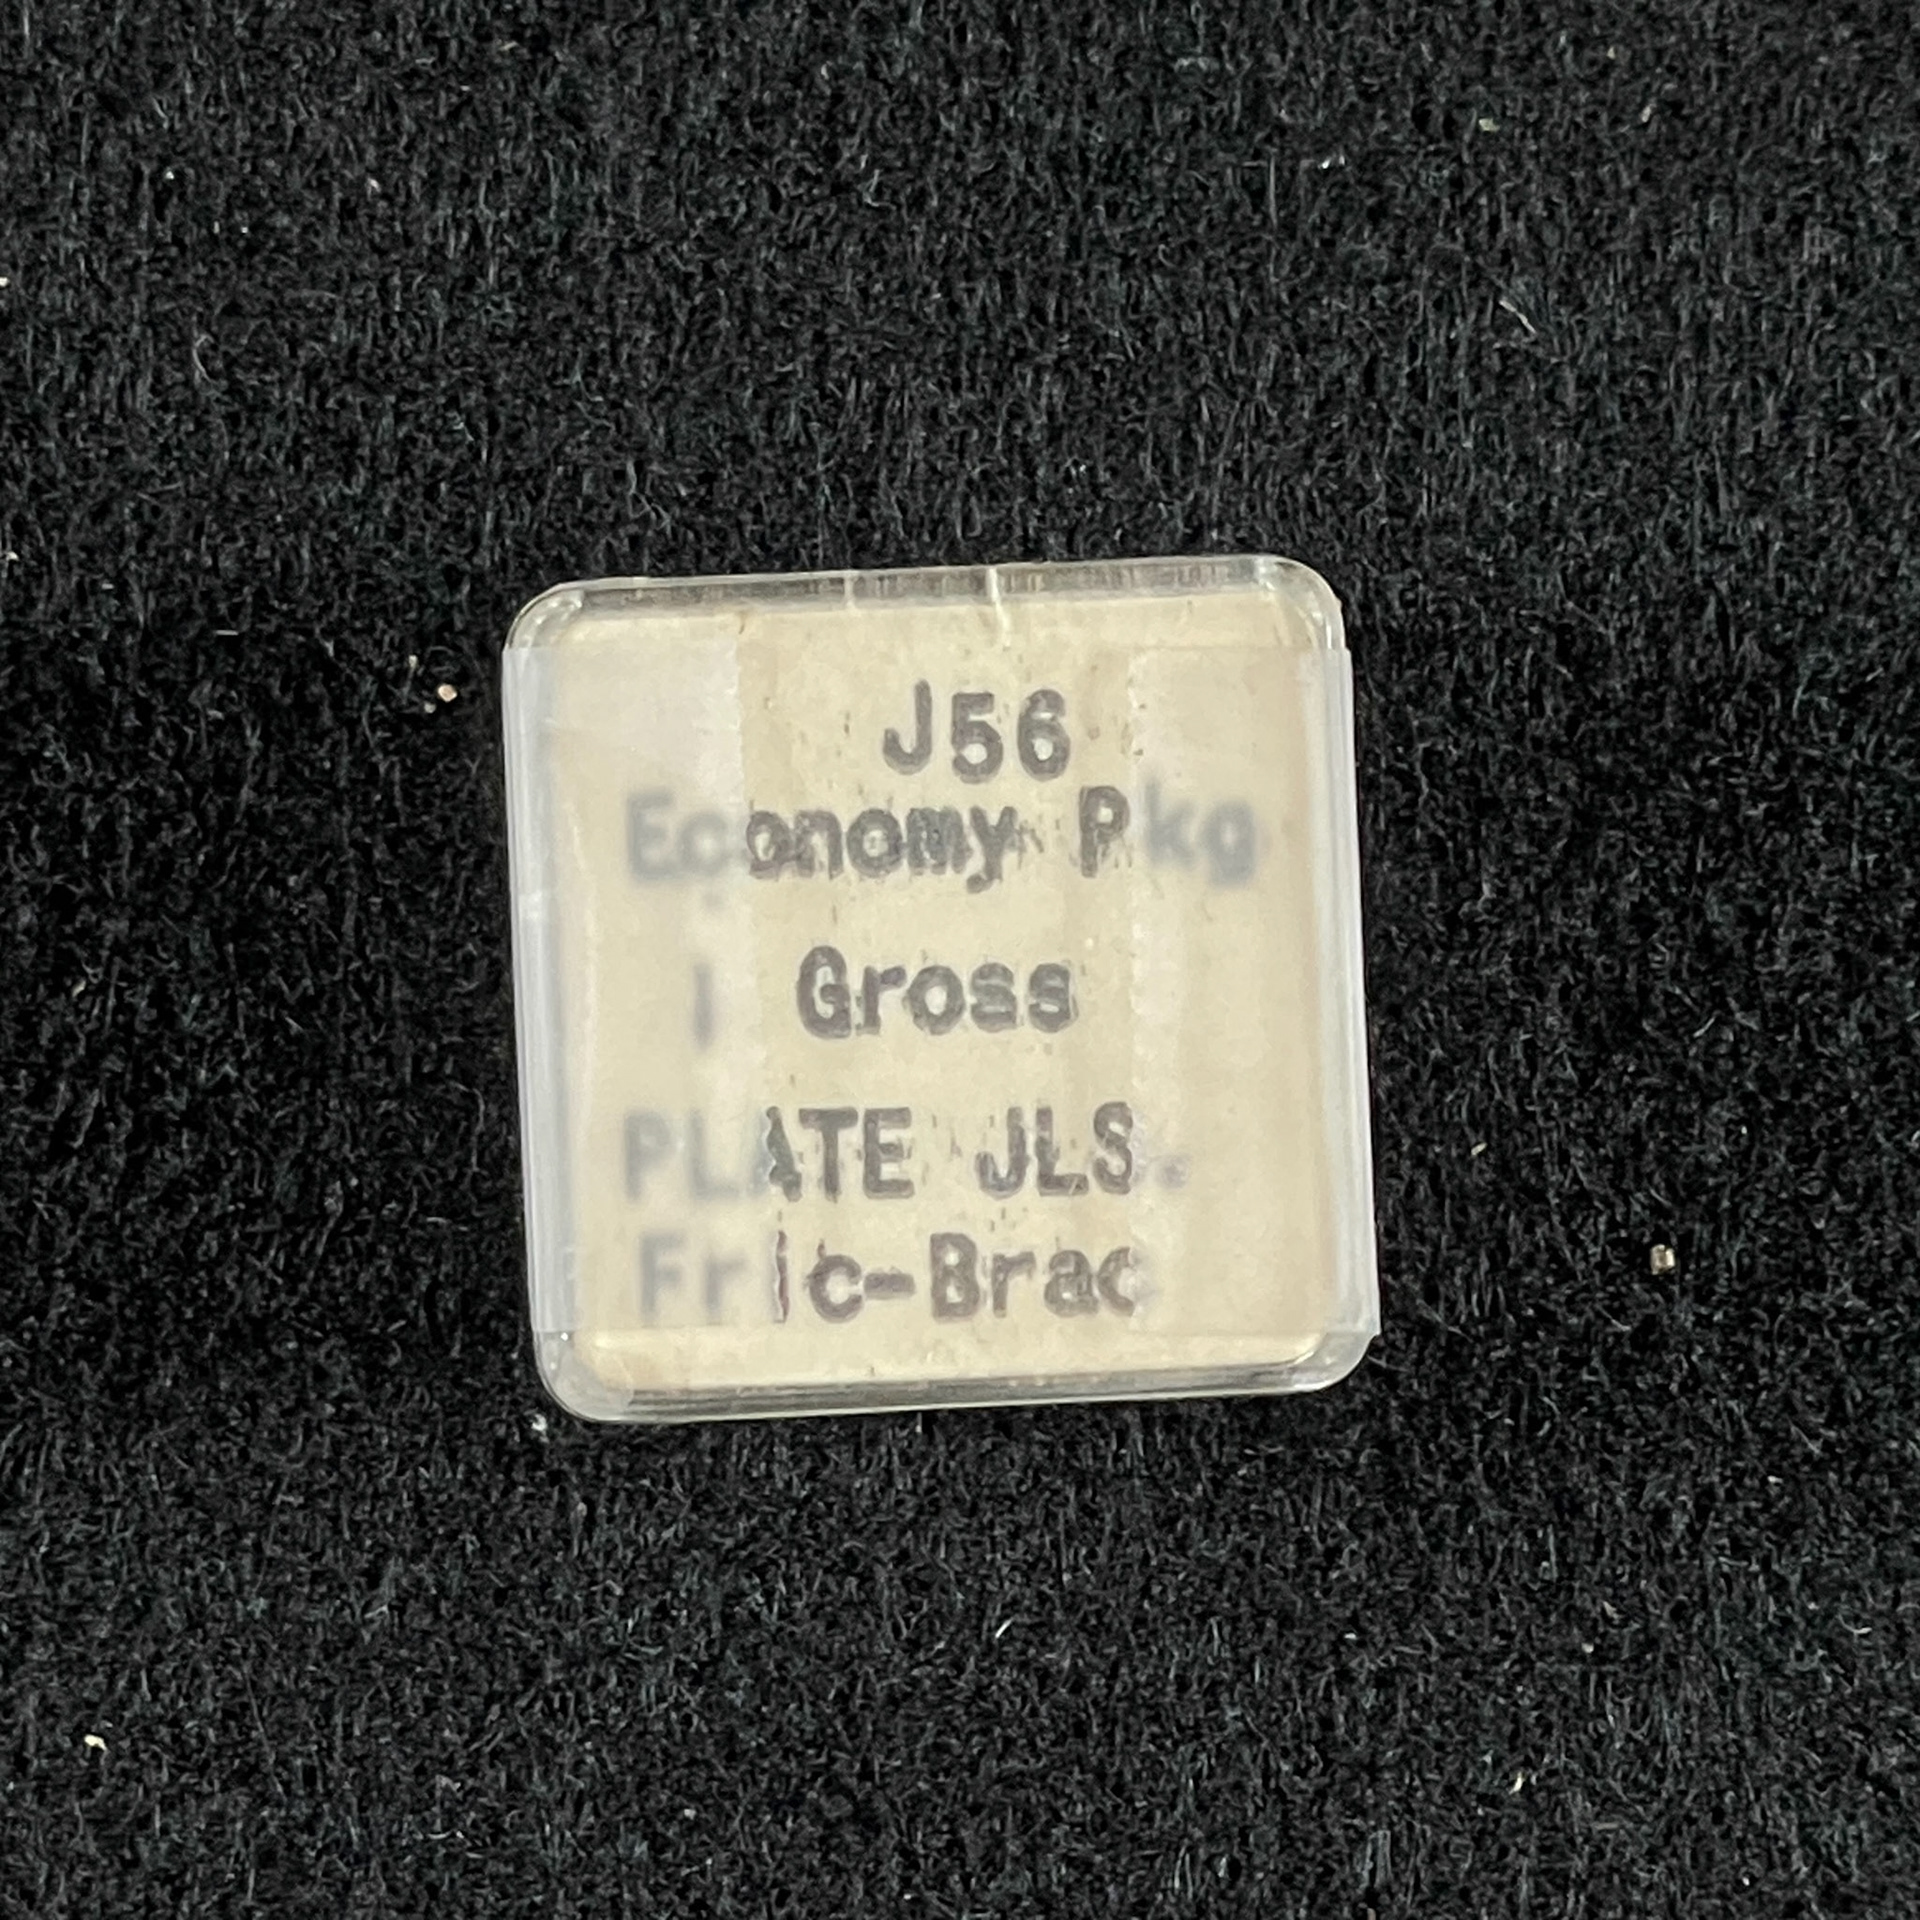 J56
Economy Pkg
1 Gross
PLATE JLS.
Fric-Brac